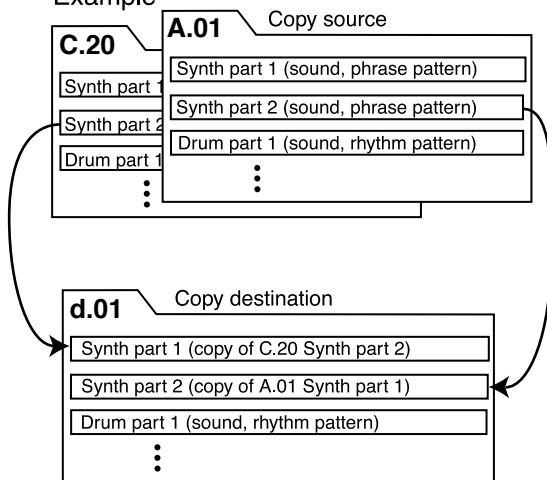 Example
Copy source
C.20
A.01
Synth part 1 (sound, phrase pattern)
Synth part 1
Synth part 2 (sound, phrase pattern)
Synth part 2
Drum part 1 (sound, rhythm pattern)
Drum part 1
d.01
Copy destination
Synth part 1 (copy of C.20 Synth part 2)
Synth part 2 (copy of A.01 Synth part 1)
Drum part 1 (sound, rhythm pattern)